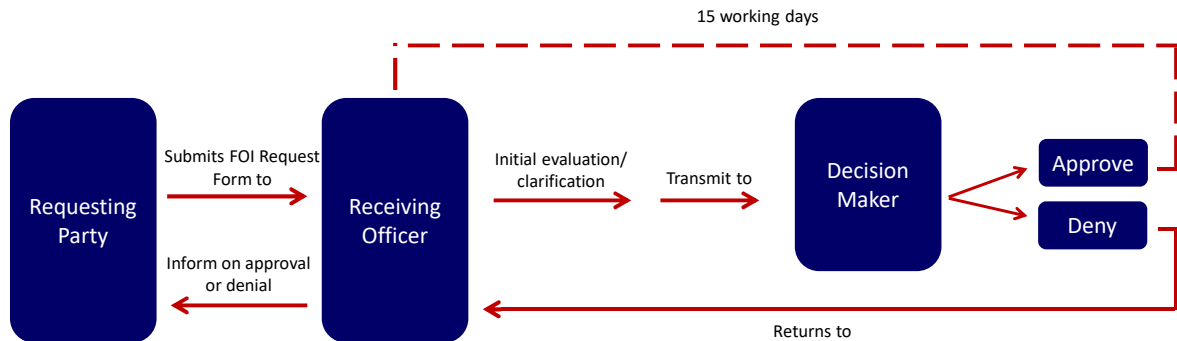 15 working days
Submits FOI Request
Form to
Requesting
Party
Receiving
Officer
Initial evaluation/
clarification
Transmit to
Decision
Maker
Approve
Deny
Inform on approval
or denial
Returns to